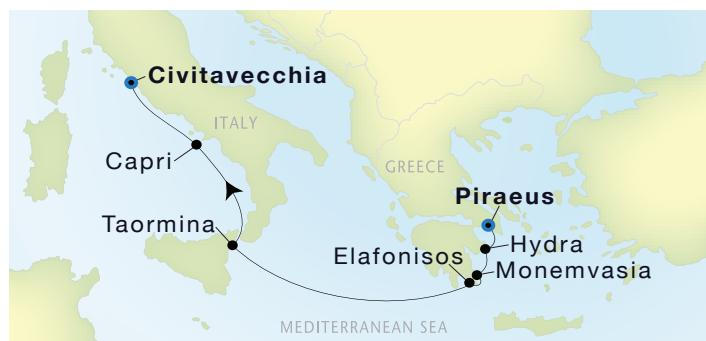 Civitavecchia
ITALY
Capri
GREECE
Piraeus
Taormina
Hydra
Elafonisos
Monemvasia
MEDITERRANEAN SEA